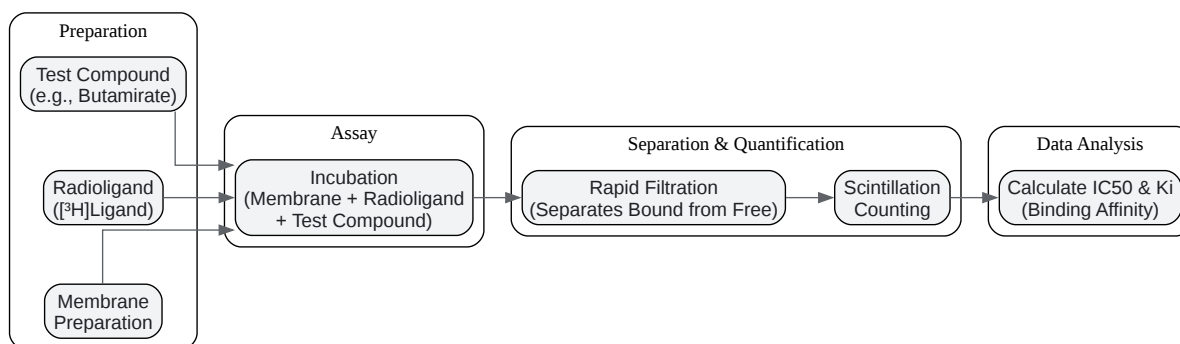 Preparation
Test Compound
(e.g., Butamirate)
Radioligand
([³H]Ligand)
Membrane
Preparation
Assay
Incubation
(Membrane + Radioligand
+ Test Compound)
Separation & Quantification
Rapid Filtration
(Separates Bound from Free)
Scintillation
Counting
Data Analysis
Calculate IC50 & Ki
(Binding Affinity)